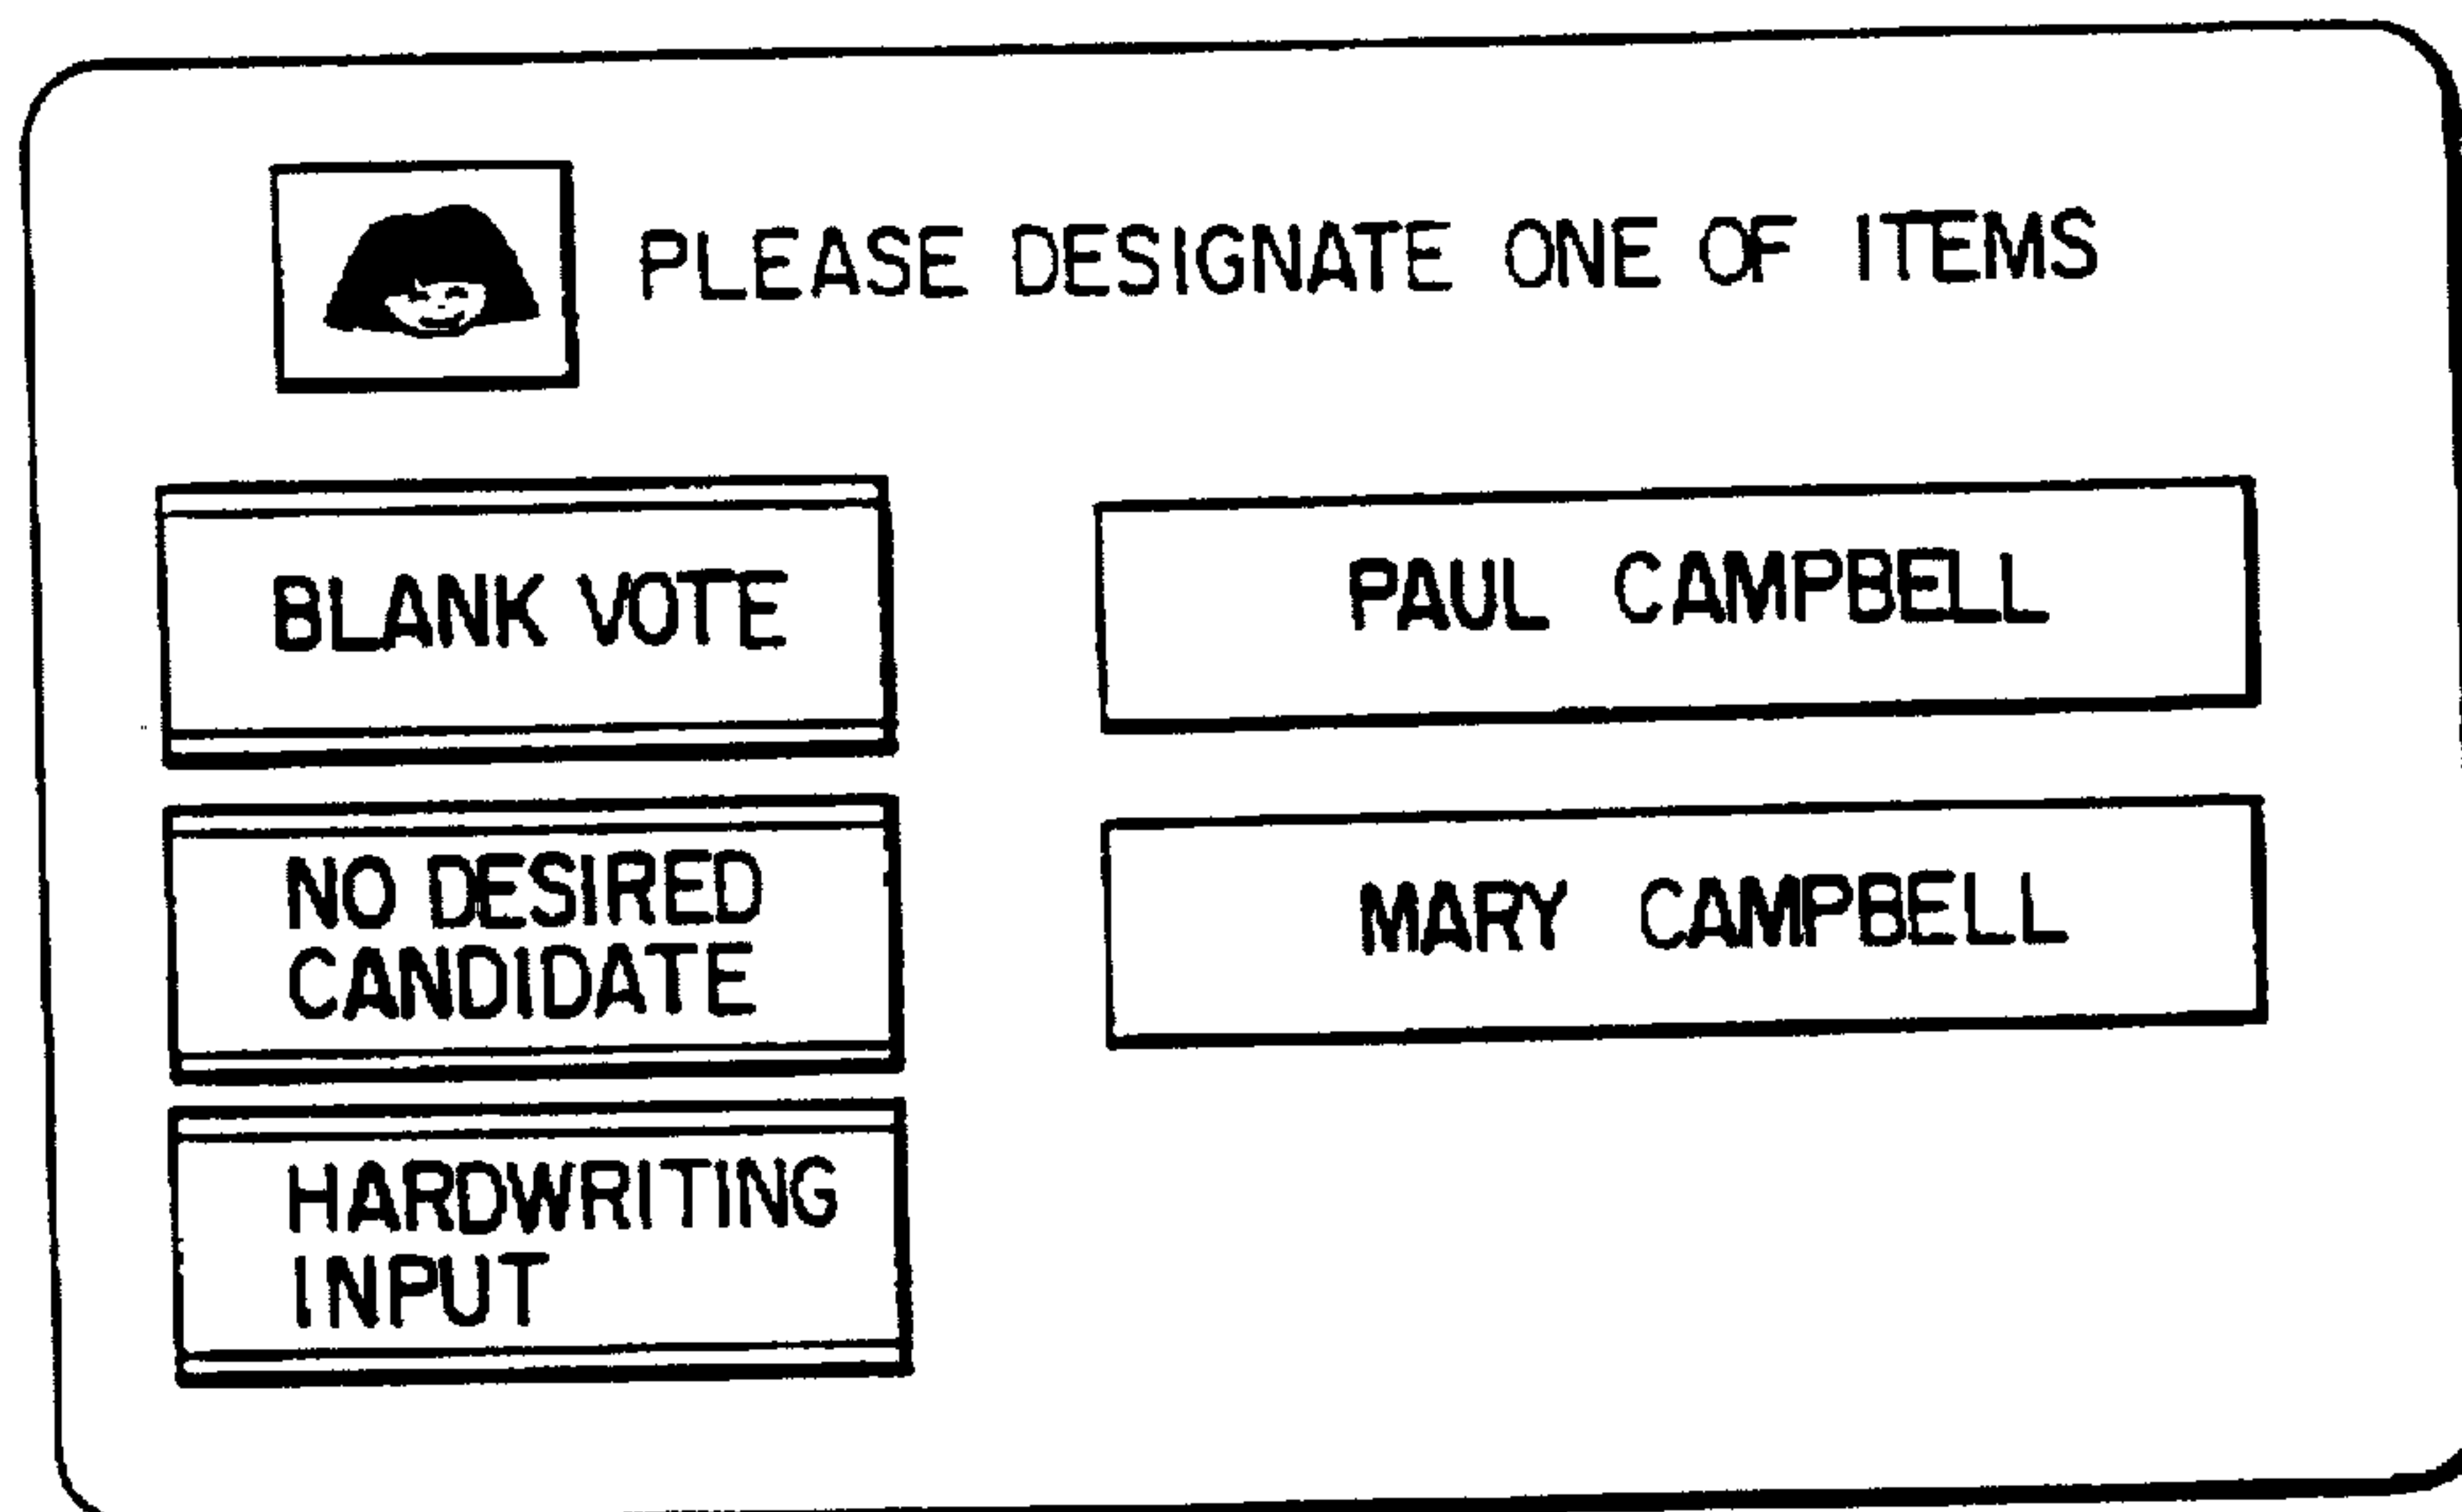 PLEASE DESIGNATE ONE OF ITEMS
BLANK VOTE
NO DESIRED
CANDIDATE
HARDWRITING
INPUT
PAUL CAMPBELL
MARY CAMPBELL